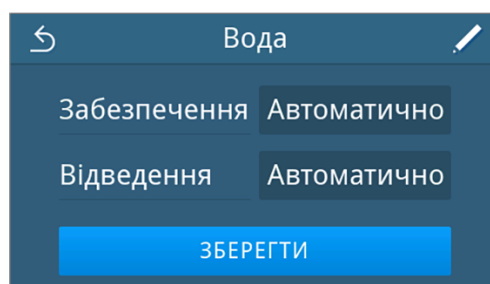 Вода
Забезпечення Автоматично
Відведення Автоматично
ЗБЕРЕГТИ